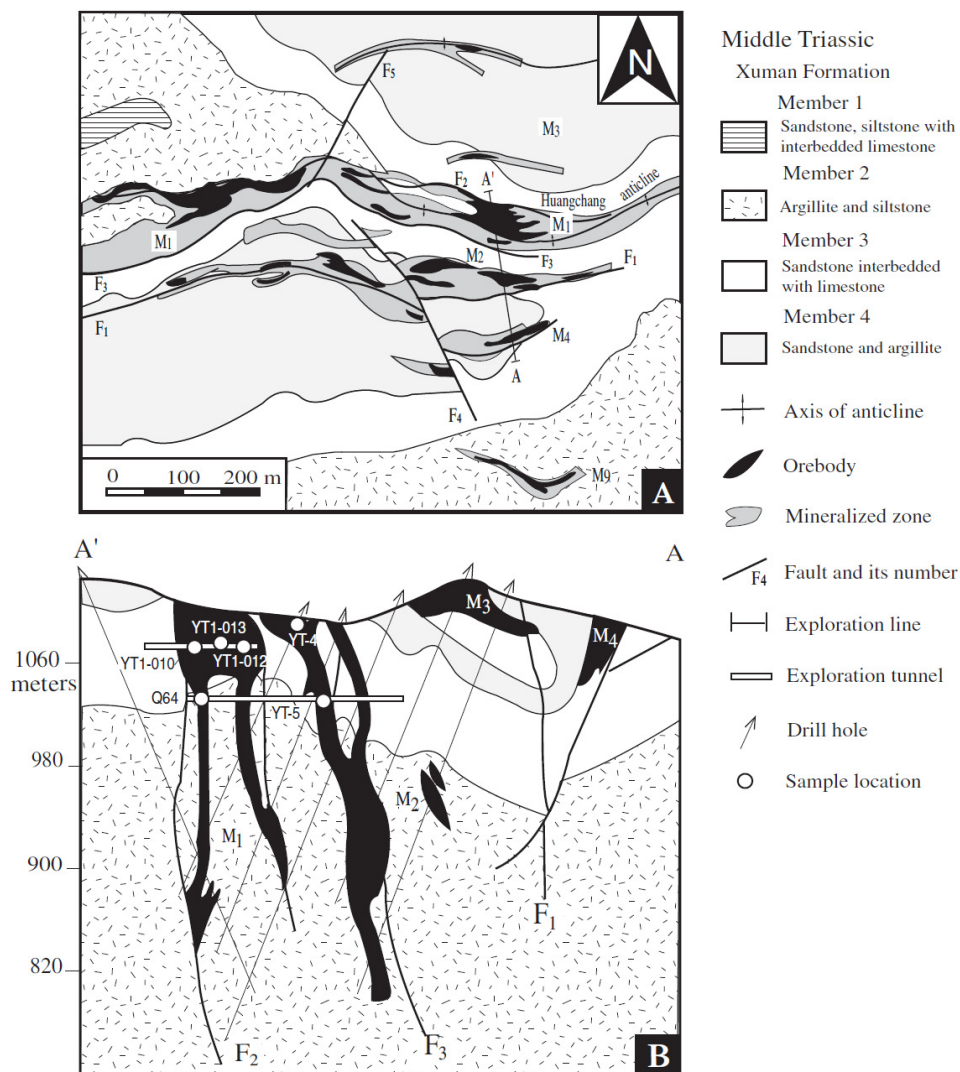 F5
N
M3
F2
A'
Huangchang
anticline
M1
M1
M2
F3
F1
F3
F1
M4
A
F4
0 100 200 m
M9
A
Middle Triassic
Xuman Formation
Member 1
Sandstone, siltstone with
interbedded limestone
Member 2
Argillite and siltstone
Member 3
Sandstone interbedded
with limestone
Member 4
Sandstone and argillite
Axis of anticline
Orebody
Mineralized zone
F4 Fault and its number
Exploration line
Exploration tunnel
Drill hole
Sample location
A'
A
M3
YT1-013
YT-4
M4
YT1-010
YT1-012
1060
meters
Q64
YT-5
980
M2
M1
900
F1
820
F2
F3
B